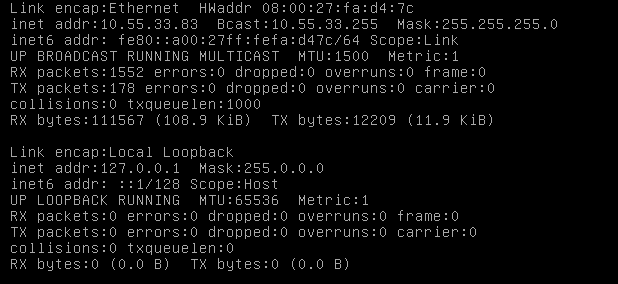 Link encap:Ethernet  HWaddr 08:00:27:fa:d4:7c
inet addr:10.55.33.83  Bcast:10.55.33.255  Mask:255.255.255.0
inet6 addr: fe80::a00:27ff:fefa:d47c/64 Scope:Link
UP BROADCAST RUNNING MULTICAST  MTU:1500  Metric:1
RX packets:1552 errors:0 dropped:0 overruns:0 frame:0
TX packets:178 errors:0 dropped:0 overruns:0 carrier:0
collisions:0 txqueuelen:1000
RX bytes:111567 (108.9 KiB)  TX bytes:12209 (11.9 KiB)
Link encap:Local Loopback
inet addr:127.0.0.1  Mask:255.0.0.0
inet6 addr: ::1/128 Scope:Host
UP LOOPBACK RUNNING  MTU:65536  Metric:1
RX packets:0 errors:0 dropped:0 overruns:0 frame:0
TX packets:0 errors:0 dropped:0 overruns:0 carrier:0
collisions:0 txqueuelen:0
RX bytes:0 (0.0 B)  TX bytes:0 (0.0 B)